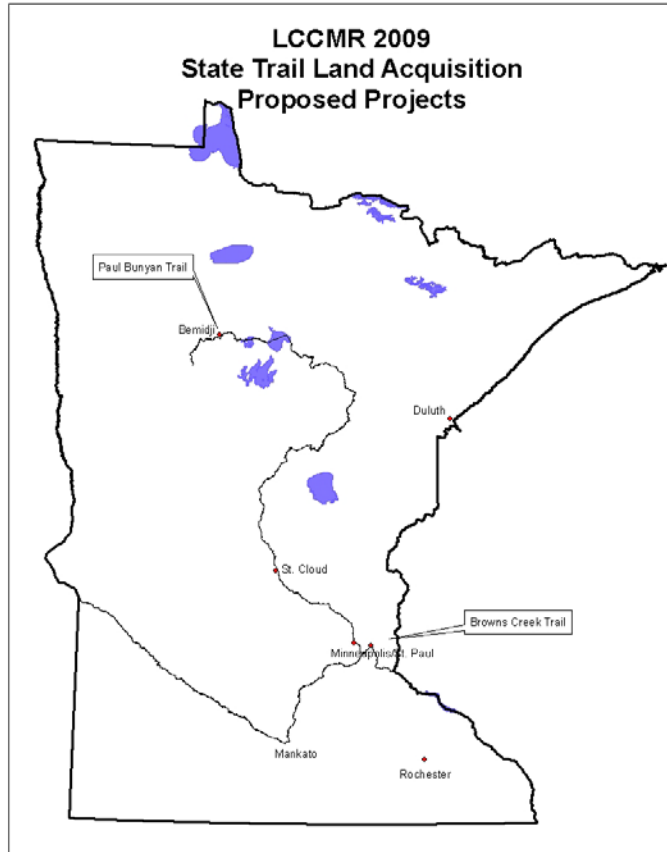 LCCMR 2009
State Trail Land Acquisition
Proposed Projects
Paul Bunyan Trail
Bemidji
Duluth
St. Cloud
Browns Creek Trail
Minneapolis/St. Paul
Mankato
Rochester